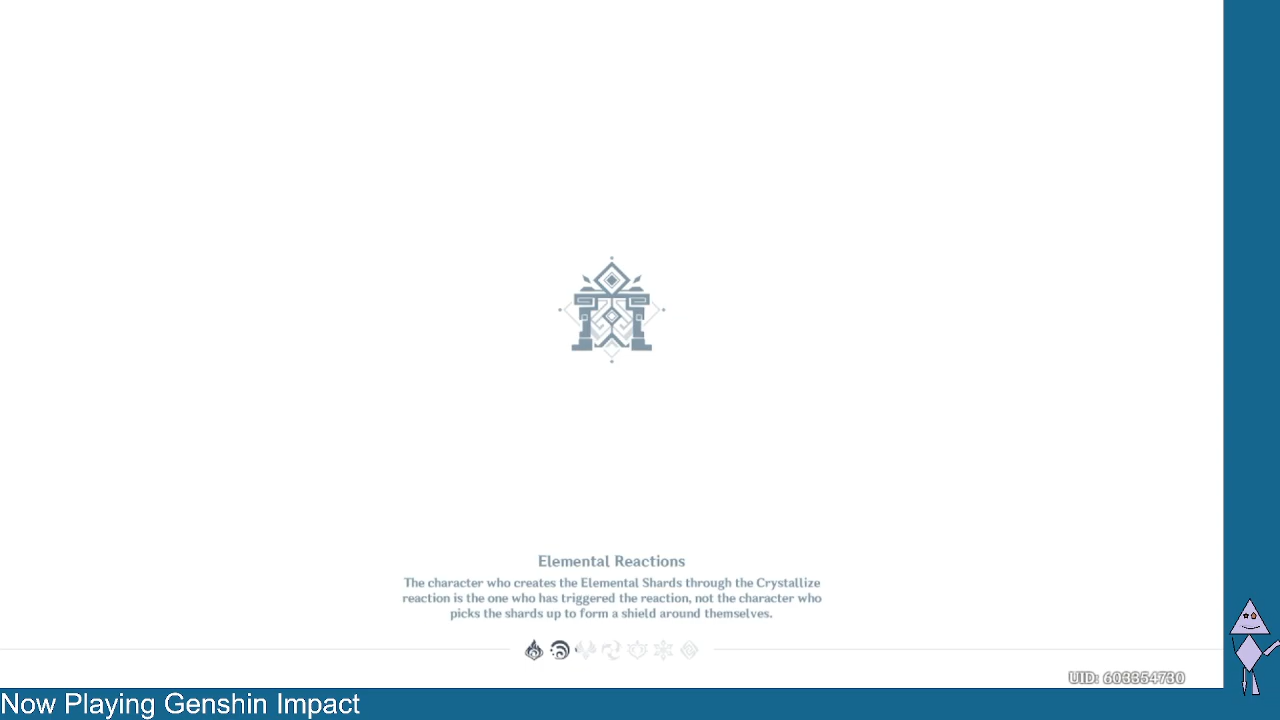 Elemental Reactions
The character who creates the Elemental Shards through the Crystallize
reaction is the one who has triggered the reaction, not the character who
picks the shards up to form a shield around themselves.
UID: 603354730
Now Playing Genshin Impact